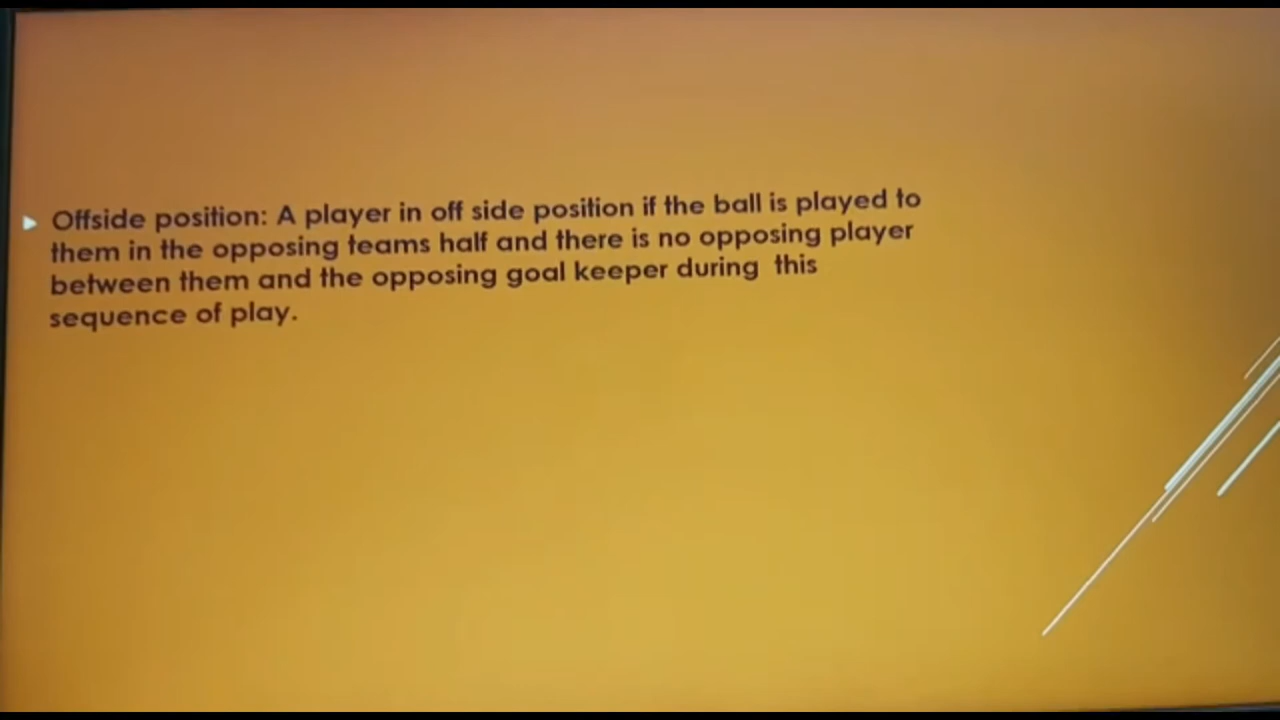 Offside position: A player in off side position if the ball is played to
them in the opposing teams half and there is no opposing player
between them and the opposing goal keeper during this
sequence of play.